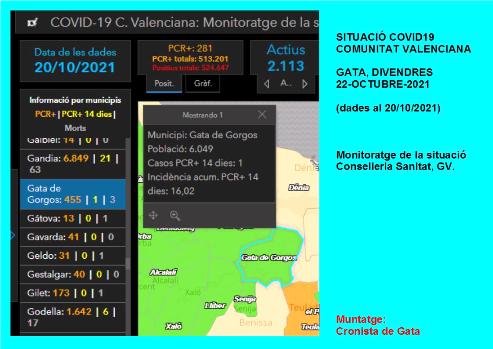 COVID-19 C. Valenciana: Monitoratge de la s
Data de les dades
20/10/2021
PCR+: 281
PCR+ totals: 513.201
Positius totals: 524.647
Actius
2.113
Posit.
Gràf.
A...
Informació per municipis
PCR+ | PCR+ 14 dies |
Morts
Gaibiel: 14 | 0 | 0
Gandia: 6.849 | 21 |
63
Gata de
Gorgos: 455 | 1 | 3
Gátova: 13 | 0 | 1
Gavarda: 41 | 0 | 0
Geldo: 31 | 0 | 1
Gestalgar: 40 | 0 | 0
Gilet: 173 | 0 | 1
Godella: 1.642 | 6 |
17
Mostrando 1
Municipi: Gata de Gorgos
Població: 6.049
Casos PCR+ 14 dies: 1
Incidència acum. PCR+ 14
dies: 16,02
Dénia
Dénia
Gata de Gorgos
Alcalalí
Alcalalí
Xaló
Llíber
Senija
Senija
Xaló
Benissa
Teula
SITUACIÓ COVID19
COMUNITAT VALENCIANA
GATA, DIVENDRES
22-OCTUBRE-2021
(dades al 20/10/2021)
Monitoratge de la situació
Conselleria Sanitat, GV.
Muntatge:
Cronista de Gata